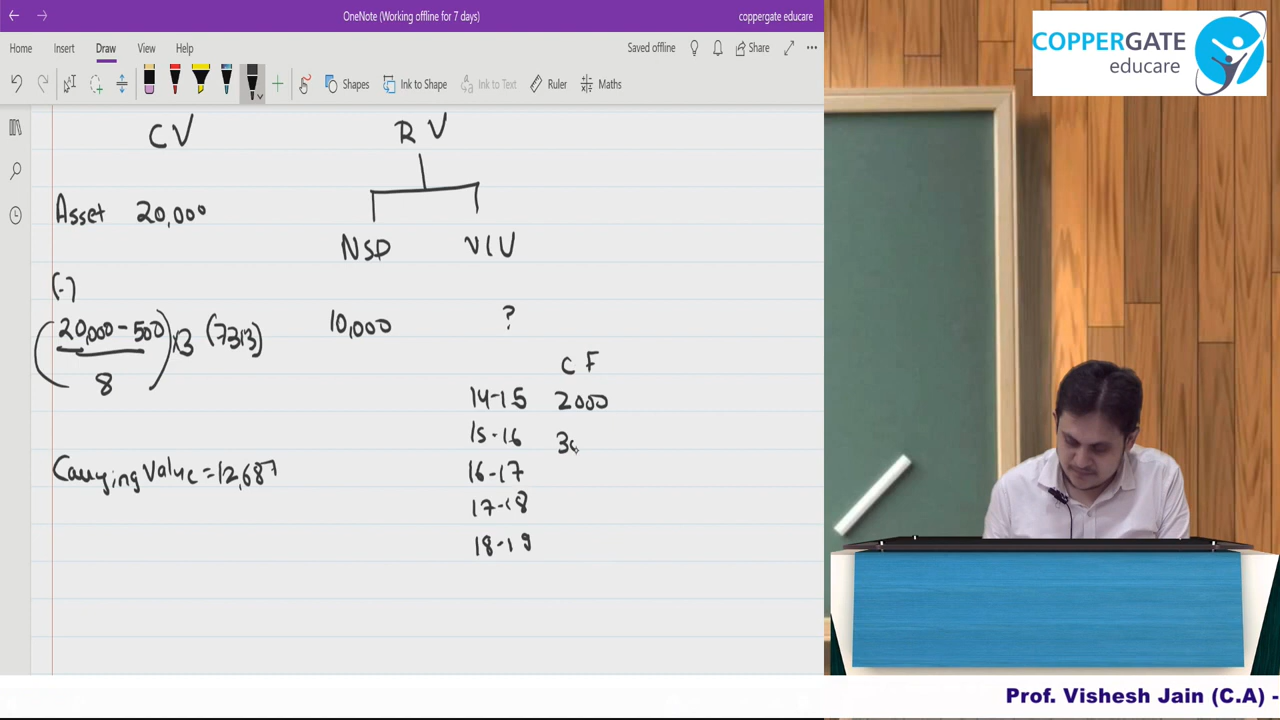 OneNote (Working offline for 7 days)
coppergate educare
Home Insert Draw View Help
Saved offline Share
Shapes Ink to Shape Ink to Text Ruler Maths
COPPERGATE
educare
CV RV
Asset 20,000
NSP VIU
(-)
(20,000 - 500 / 8) x 3 (7313) 10,000 ?
CF
14-15 2000
15-16
Carrying Value = 12,687 16-17
17-18
18-19
Prof. Vishesh Jain (C.A) -